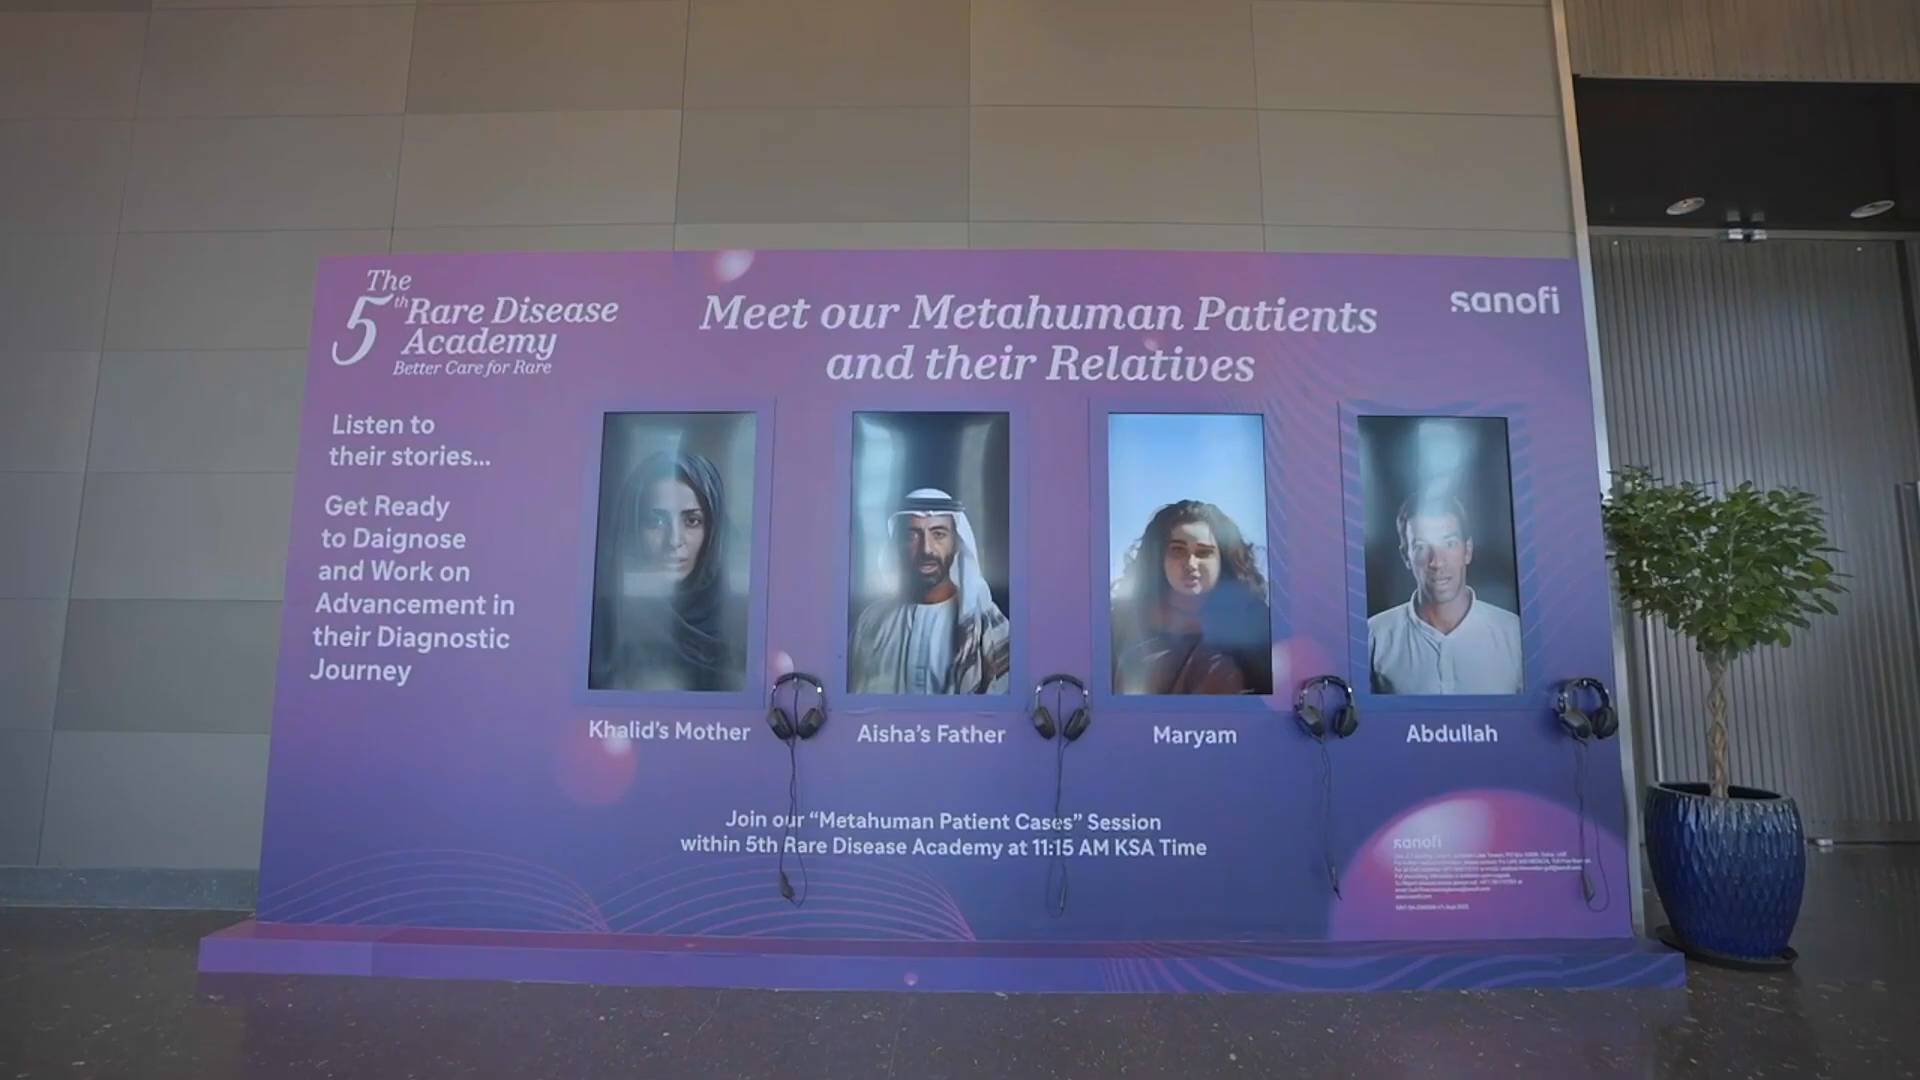 The
5th Rare Disease
Academy
Better Care for Rare
Meet our Metahuman Patients
and their Relatives
sanofi
Listen to
their stories...
Get Ready
to Daignose
and Work on
Advancement in
their Diagnostic
Journey
Khalid's Mother
Aisha's Father
Maryam
Abdullah
Join our “Metahuman Patient Cases” Session
within 5th Rare Disease Academy at 11:15 AM KSA Time
sanofi